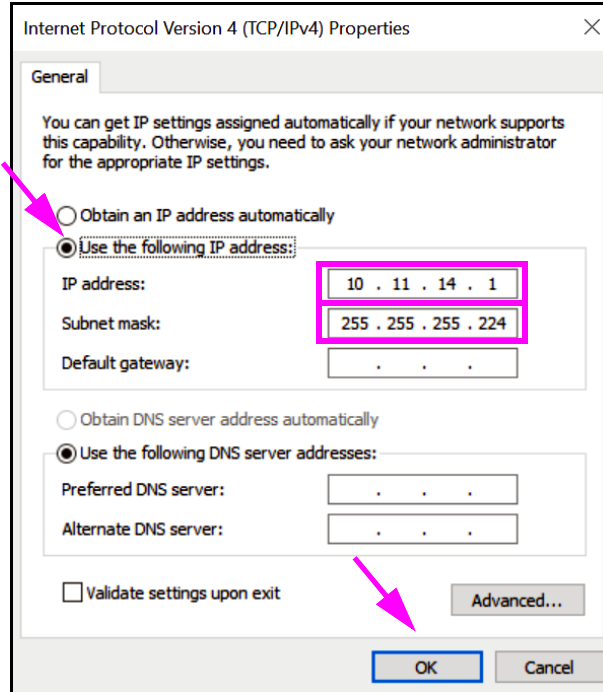 Internet Protocol Version 4 (TCP/IPv4) Properties
General
You can get IP settings assigned automatically if your network supports
this capability. Otherwise, you need to ask your network administrator
for the appropriate IP settings.
Obtain an IP address automatically
Use the following IP address:
IP address: 10 . 11 . 14 . 1
Subnet mask: 255 . 255 . 255 . 224
Default gateway: . . .
Obtain DNS server address automatically
Use the following DNS server addresses:
Preferred DNS server: . . .
Alternate DNS server: . . .
Validate settings upon exit
Advanced...
OK Cancel